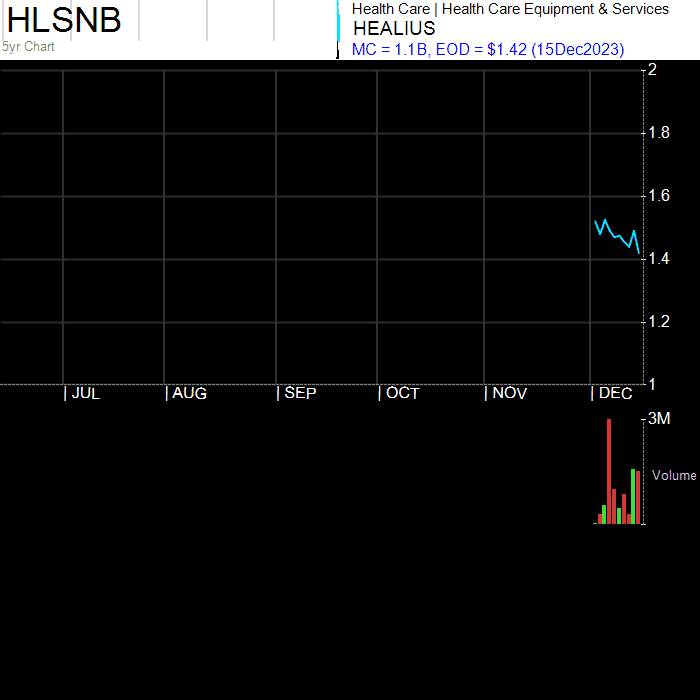 HLSNB
5yr Chart
Health Care | Health Care Equipment & Services
HEALIUS
MC = 1.1B, EOD = $1.42 (15Dec2023)
2
1.8
1.6
1.4
1.2
1
| JUL | AUG | SEP | OCT | NOV | DEC
3M
Volume